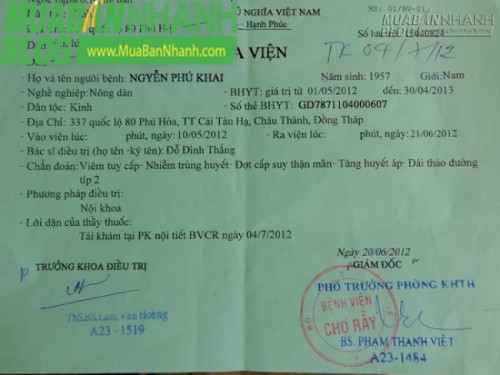 CHỦ NGHĨA VIỆT NAM
MS: 01/BV-01/
- Hạnh Phúc
MUABANNHANH
www.MuaBanNhanh.com
VIỆN
PK 04/7/12
- Họ và tên người bệnh: NGYỄN PHÚ KHAI Năm sinh: 1957 Giới:Nam
- Nghề nghiệp:Nông dân - BHYT: giá trị từ 01/05/2012 đến: 30/04/2013
- Dân tộc: Kinh - Số thẻ BHYT: GD7871104000607
- Địa chỉ: 337 quốc lộ 80 Phú Hòa, TT Cái Tàu Hạ, Châu Thành, Đồng Tháp
- Vào viện lúc: phút, ngày:10/05/2012 - Ra viện lúc: phút, ngày:21/06/2012
- Bác sĩ điều trị (họ tên -ký tên): Đỗ Đình Thắng
- Chẩn đoán: Viêm tụy cấp- Nhiễm trùng huyết- Đợt cấp suy thận mãn- Tăng huyết áp- Đái tháo đường
típ 2
- Phương pháp điều trị:
Nội khoa
- Lời dặn của thầy thuốc:
Tái khám tại PK nội tiết BVCR ngày 04/7/2012
Ngày 20/06/2012
TRƯỞNG KHOA ĐIỀU TRỊ
GIÁM ĐỐC
PHÓ TRƯỞNG PHÒNG KHTH
BỆNH VIỆN
CHỢ RẪY
A23-1519
BS. PHẠM THANH VIỆT
A23-1484